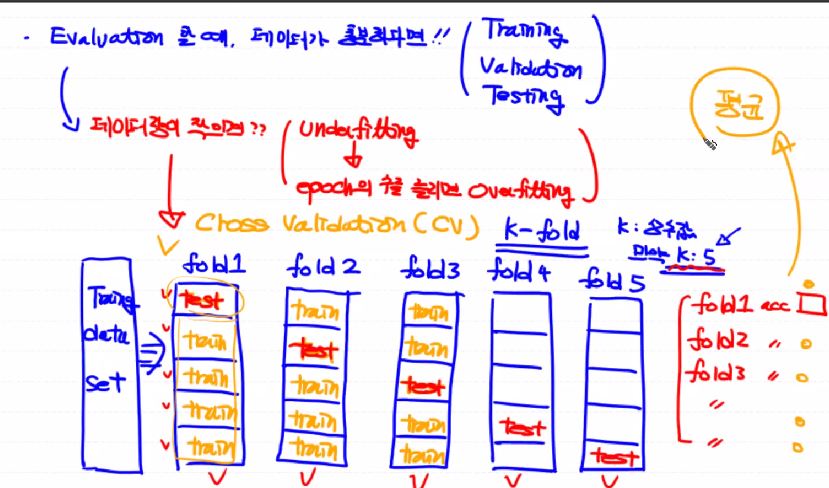 · Evaluation 할 때, 데이터가 충분하다면!!
Training
Validation
Testing
데이터량이 작으면??
Underfitting
epoch의 수를 늘리면 Overfitting
평균
Cross Validation (CV)
K-fold
K: 상수값
만약 K: 5
fold1
fold2
fold3
fold4
fold5
Traing
data
set
test
train
train
train
train
train
test
train
train
train
train
train
test
train
train
test
test
fold1 acc
fold2 〃
fold3 〃
〃
〃